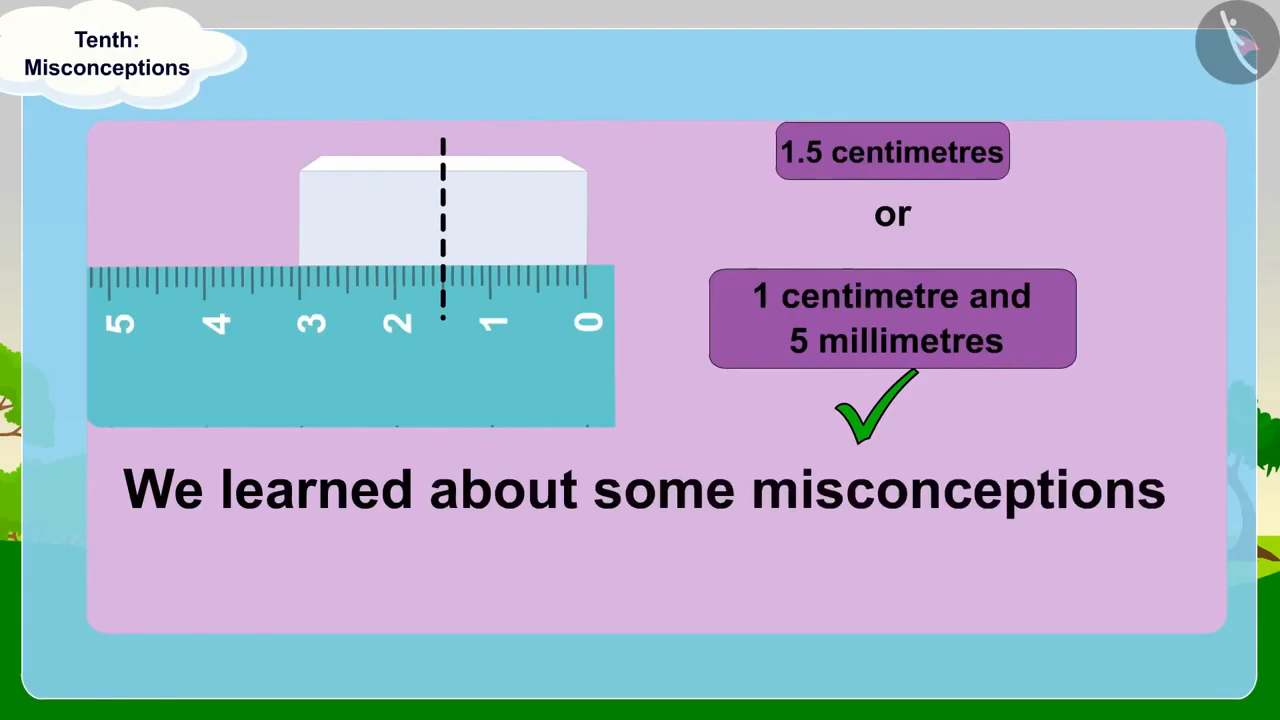 Tenth:
Misconceptions
1.5 centimetres
or
1 centimetre and
5 millimetres
5 4 3 2 1 0
We learned about some misconceptions